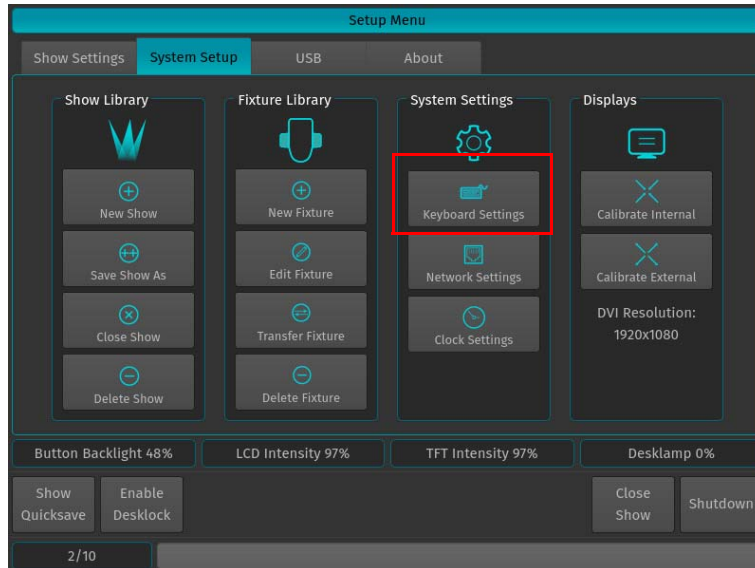 Setup Menu
Show Settings
System Setup
USB
About
Show Library
New Show
Save Show As
Close Show
Delete Show
Fixture Library
New Fixture
Edit Fixture
Transfer Fixture
Delete Fixture
System Settings
Keyboard Settings
Network Settings
Clock Settings
Displays
Calibrate Internal
Calibrate External
DVI Resolution:
1920x1080
Button Backlight 48%
LCD Intensity 97%
TFT Intensity 97%
Desklamp 0%
Show
Quicksave
Enable
Desklock
Close
Show
Shutdown
2/10